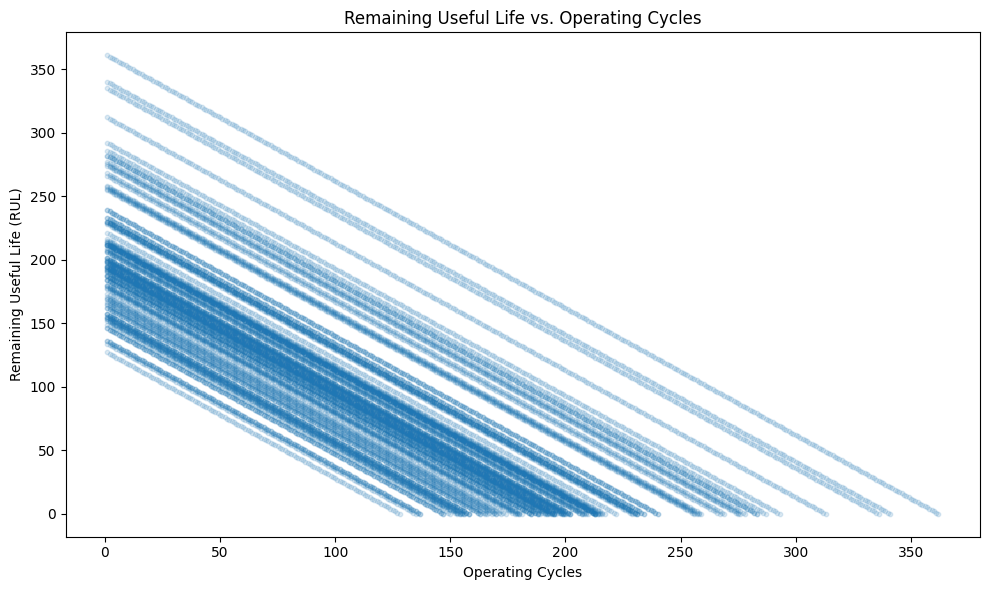 Remaining Useful Life vs. Operating Cycles
Remaining Useful Life (RUL)
350
300
250
200
150
100
50
0
0 50 100 150 200 250 300 350
Operating Cycles